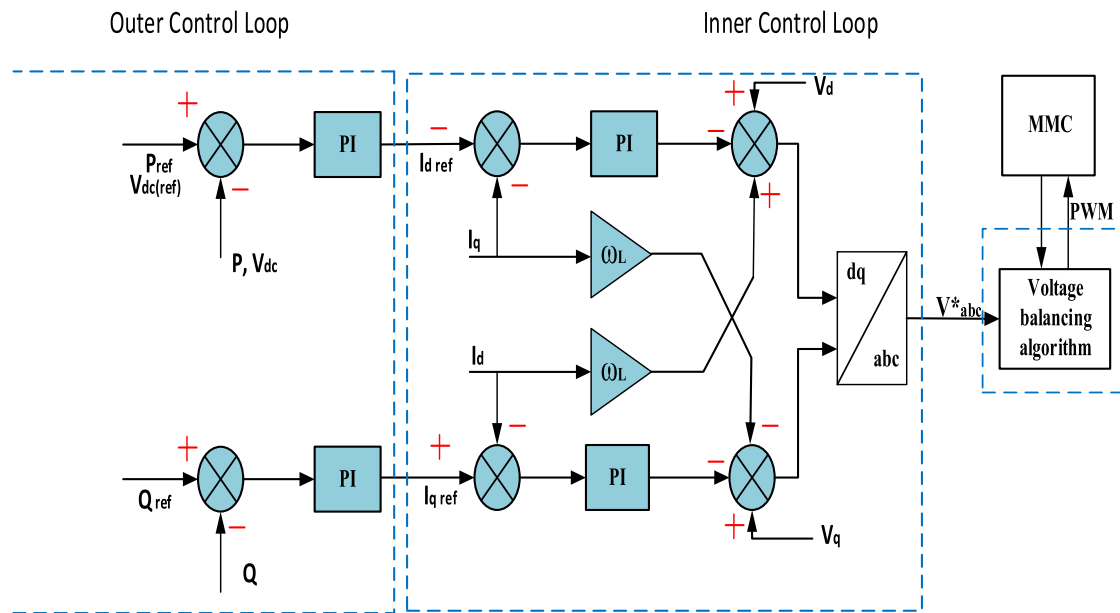 Outer Control Loop
Inner Control Loop
+
Pref
Vdc(ref)
−
P, Vdc
PI
−
Id ref
−
PI
−
+
Vd
+
MMC
PWM
Iq
ωL
dq
abc
V*abc
Voltage
balancing
algorithm
Id
ωL
−
−
+
Q ref
−
Q
PI
+
Iq ref
PI
−
+
Vq